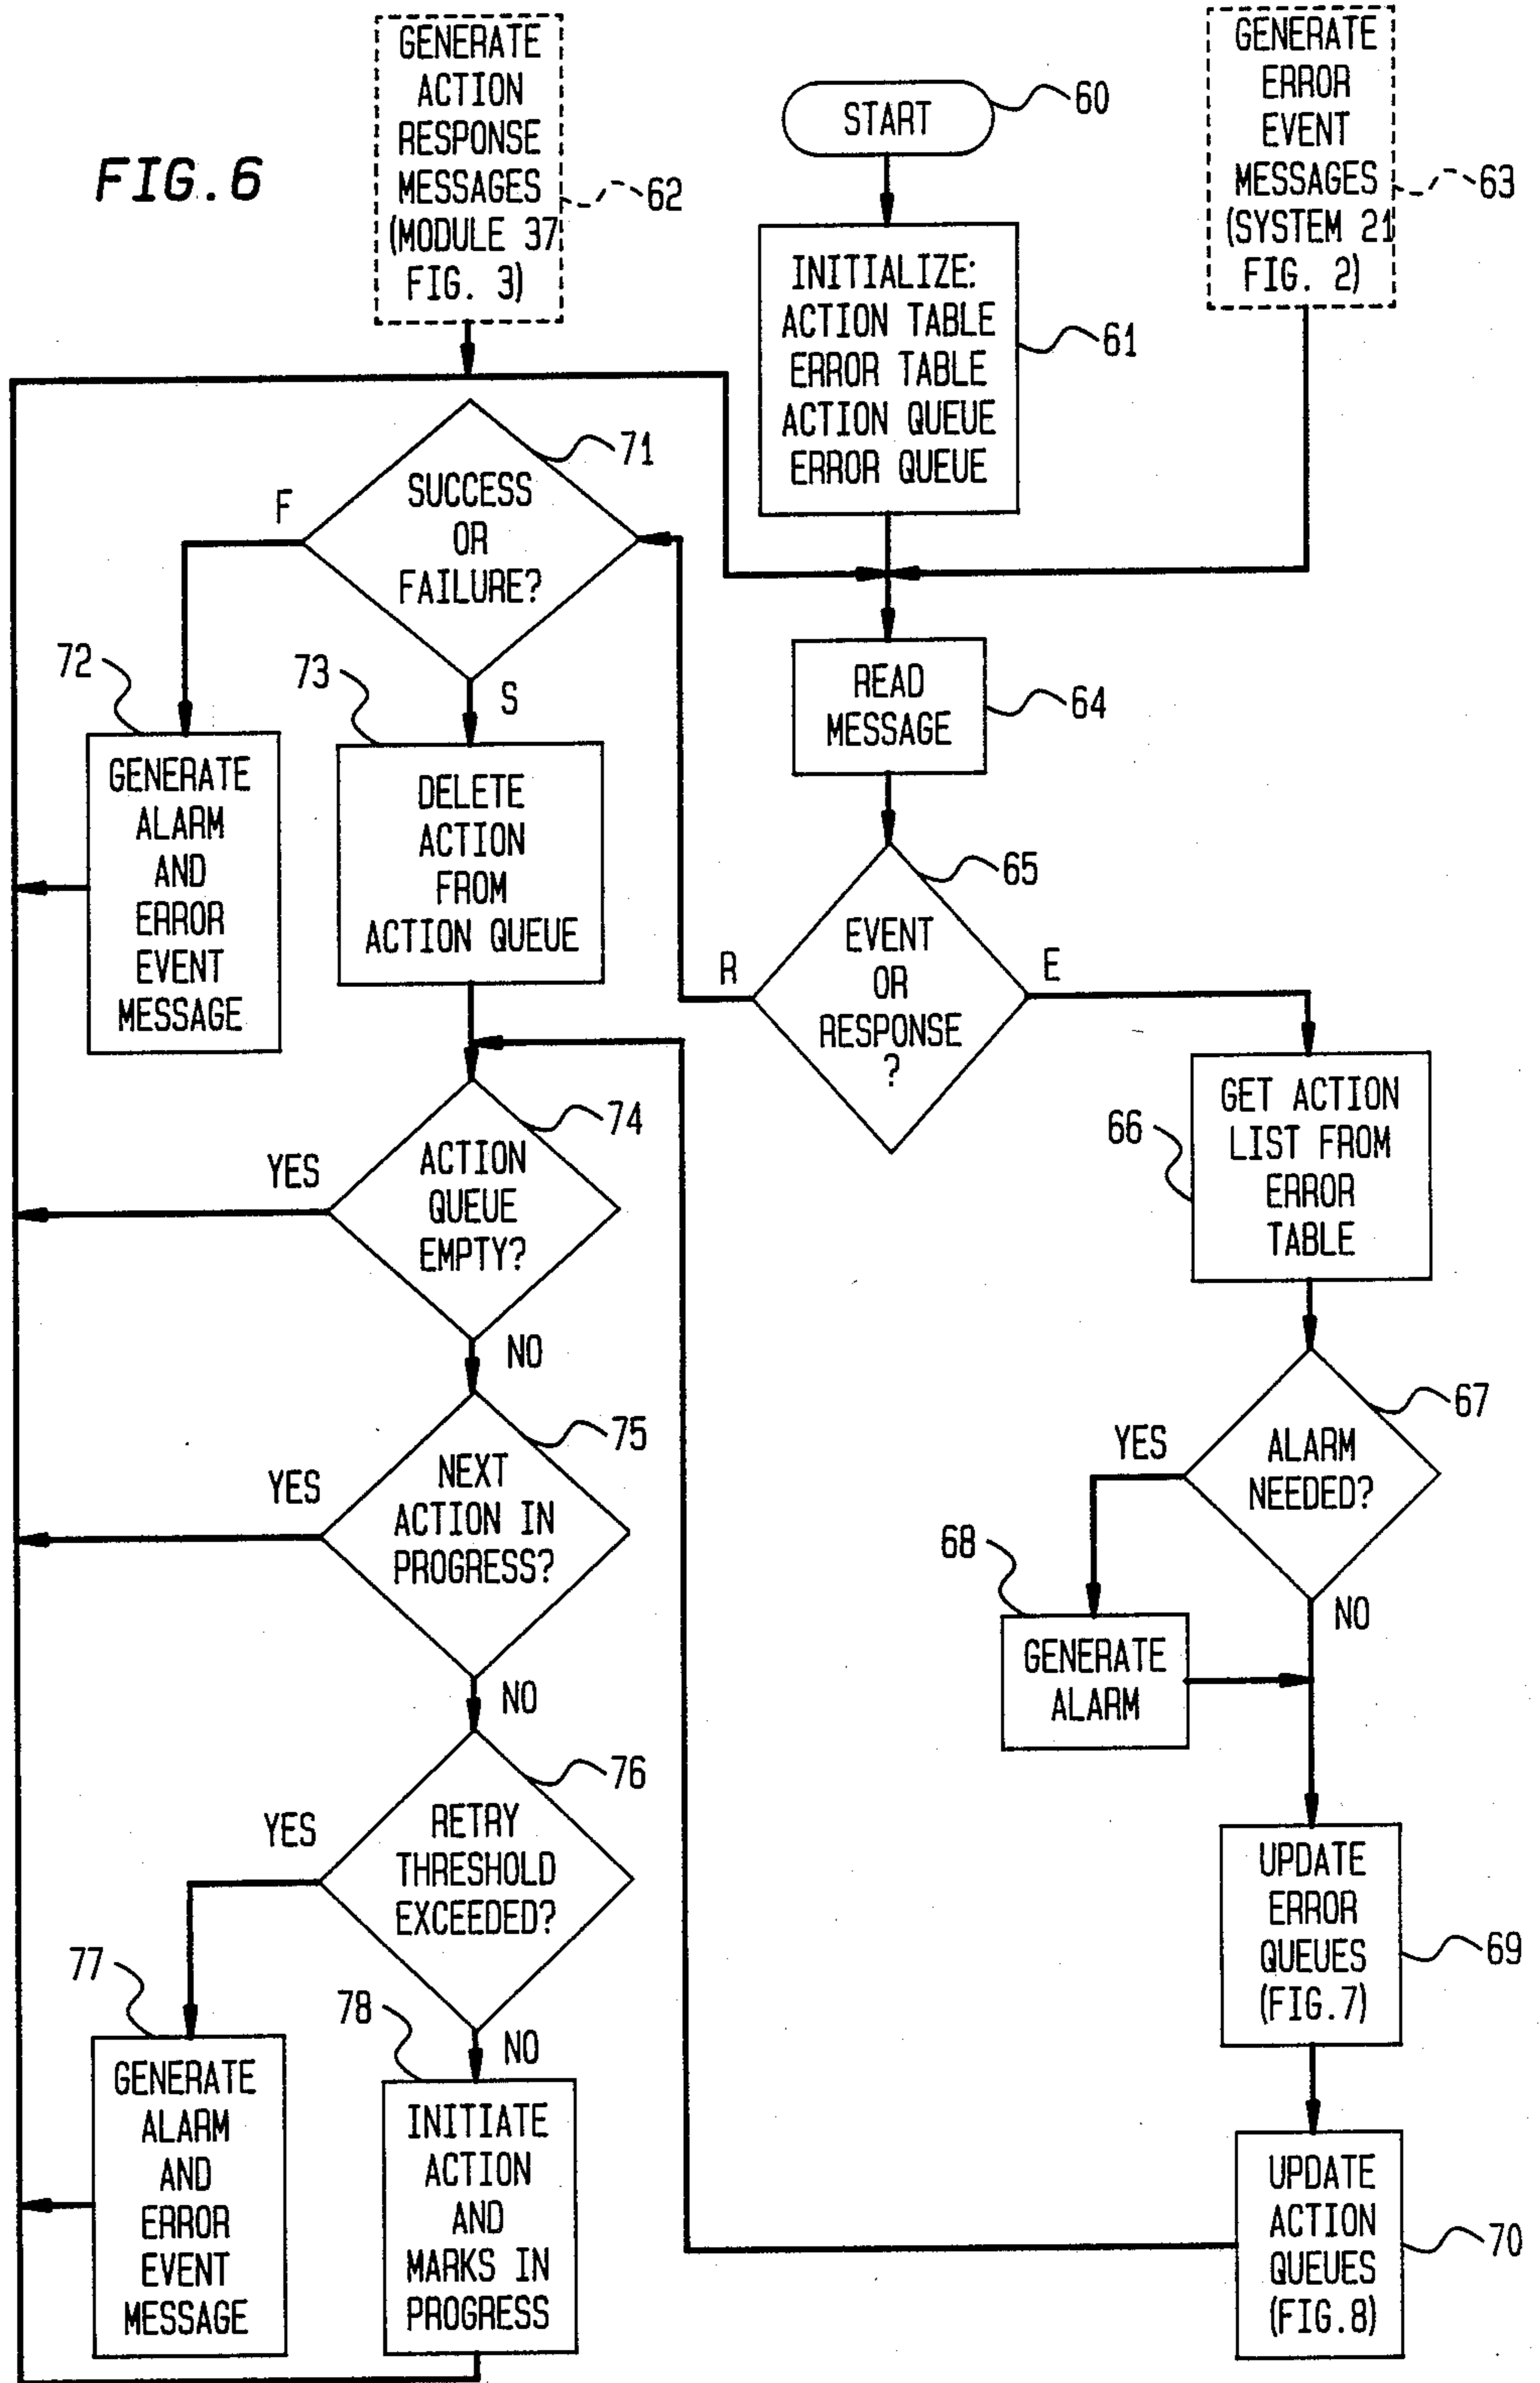 FIG.6
GENERATE
ACTION
RESPONSE
MESSAGES
(MODULE 37
FIG. 3)
62
START
60
GENERATE
ERROR
EVENT
MESSAGES
(SYSTEM 21
FIG. 2)
63
INITIALIZE:
ACTION TABLE
ERROR TABLE
ACTION QUEUE
ERROR QUEUE
61
71
SUCCESS
OR
FAILURE?
F
S
READ
MESSAGE
64
72
GENERATE
ALARM
AND
ERROR
EVENT
MESSAGE
73
DELETE
ACTION
FROM
ACTION QUEUE
65
EVENT
OR
RESPONSE
?
R
E
66
GET ACTION
LIST FROM
ERROR
TABLE
74
ACTION
QUEUE
EMPTY?
YES
NO
67
ALARM
NEEDED?
YES
NO
75
NEXT
ACTION IN
PROGRESS?
YES
NO
68
GENERATE
ALARM
76
RETRY
THRESHOLD
EXCEEDED?
YES
NO
UPDATE
ERROR
QUEUES
(FIG.7)
69
77
GENERATE
ALARM
AND
ERROR
EVENT
MESSAGE
78
INITIATE
ACTION
AND
MARKS IN
PROGRESS
UPDATE
ACTION
QUEUES
(FIG.8)
70